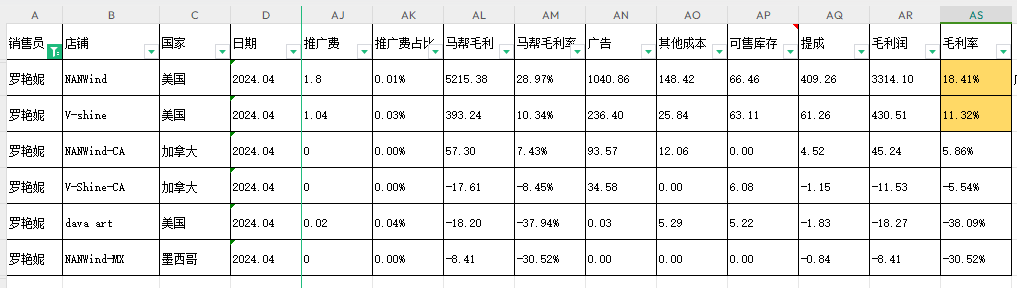 A B C D AJ AK AL AM AN AO AP AQ AR AS
销售员 店铺 国家 日期 推广费 推广费占比 马帮毛利 马帮毛利率 广告 其他成本 可售库存 提成 毛利润 毛利率
罗艳妮 NANWind 美国 2024.04 1.8 0.01% 5215.38 28.97% 1040.86 148.42 66.46 409.26 3314.10 18.41%
罗艳妮 V-shine 美国 2024.04 1.04 0.03% 393.24 10.34% 236.40 25.84 63.11 61.26 430.51 11.32%
罗艳妮 NANWind-CA 加拿大 2024.04 0 0.00% 57.30 7.43% 93.57 12.06 0.00 4.52 45.24 5.86%
罗艳妮 V-Shine-CA 加拿大 2024.04 0 0.00% -17.61 -8.45% 34.58 0.00 6.08 -1.15 -11.53 -5.54%
罗艳妮 dava art 美国 2024.04 0.02 0.04% -18.20 -37.94% 0.03 5.29 5.22 -1.83 -18.27 -38.09%
罗艳妮 NANWind-MX 墨西哥 2024.04 0 0.00% -8.41 -30.52% 0.00 0.00 0.00 -0.84 -8.41 -30.52%